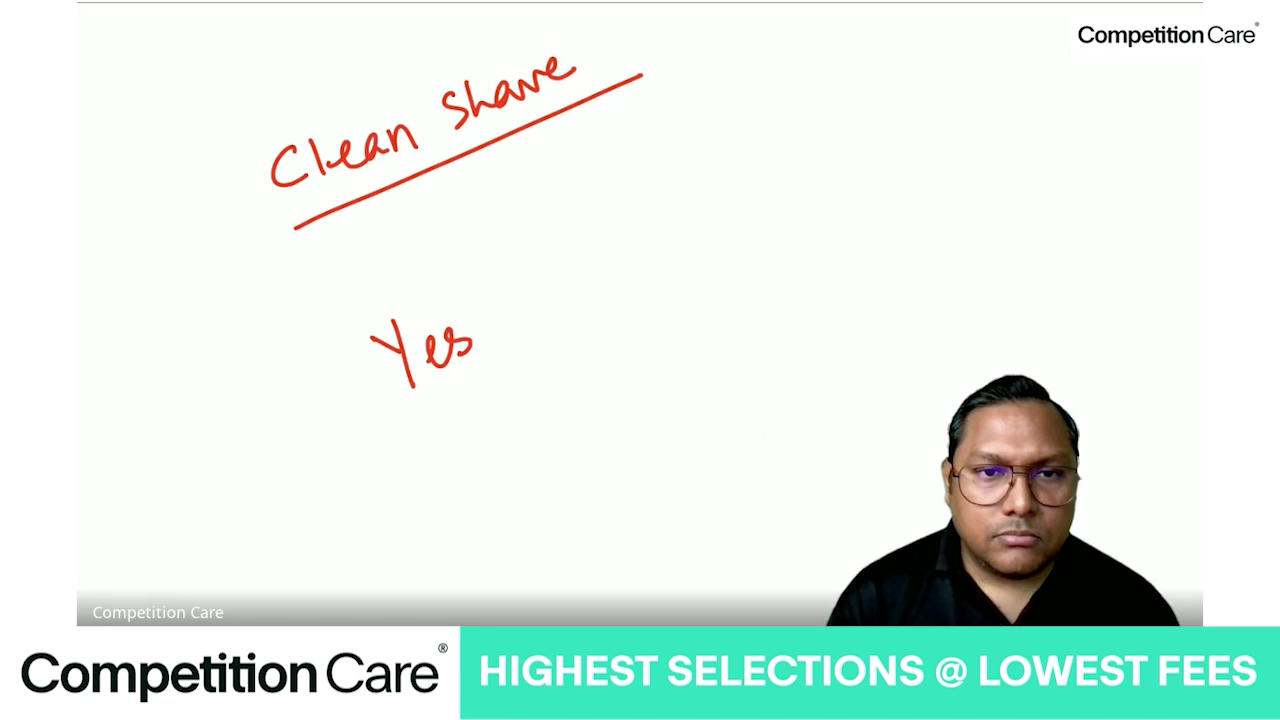 Competition Care®
Clean Shave
Yes
Competition Care
Competition Care®
HIGHEST SELECTIONS @ LOWEST FEES